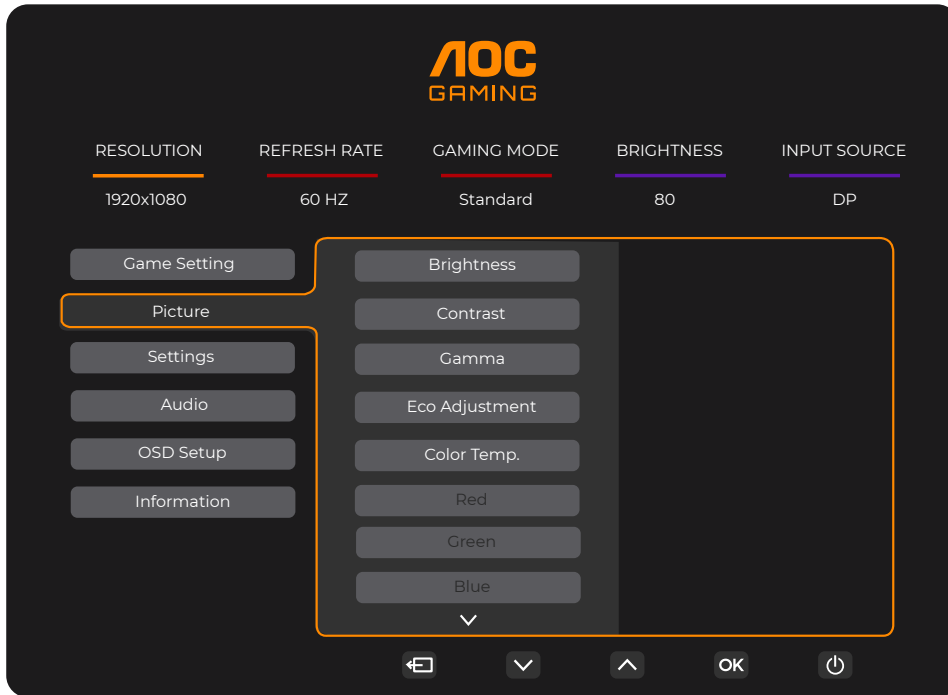 AOC
GAMING
RESOLUTION REFRESH RATE GAMING MODE BRIGHTNESS INPUT SOURCE
1920x1080 60 HZ Standard 80 DP
Game Setting
Picture
Settings
Audio
OSD Setup
Information
Brightness
Contrast
Gamma
Eco Adjustment
Color Temp.
Red
Green
Blue
OK